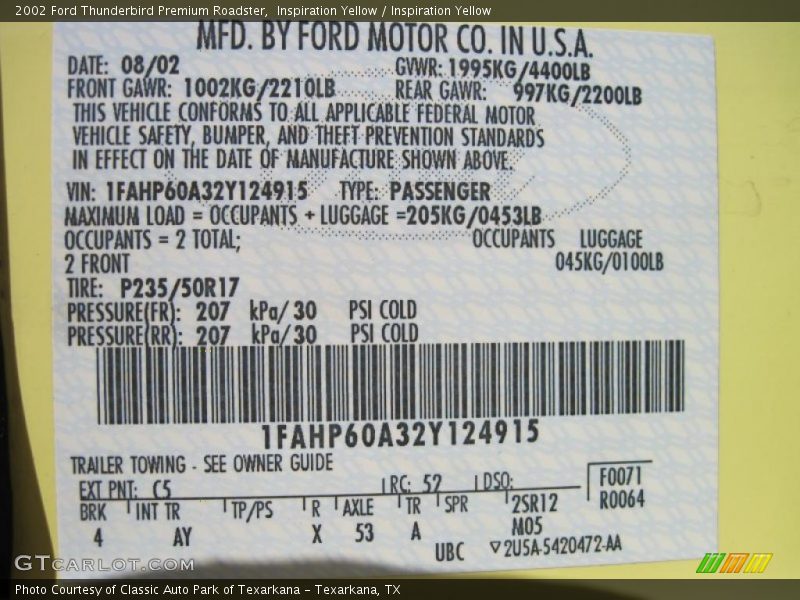 2002 Ford Thunderbird Premium Roadster,  Inspiration Yellow / Inspiration Yellow
MFD. BY FORD MOTOR CO. IN U.S.A.
DATE: 08/02 GVWR: 1995KG/4400LB
FRONT GAWR: 1002KG/2210LB REAR GAWR: 997KG/2200LB
THIS VEHICLE CONFORMS TO ALL APPLICABLE FEDERAL MOTOR
VEHICLE SAFETY, BUMPER, AND THEFT PREVENTION STANDARDS
IN EFFECT ON THE DATE OF MANUFACTURE SHOWN ABOVE.
VIN: 1FAHP60A32Y124915 TYPE: PASSENGER
MAXIMUM LOAD = OCCUPANTS + LUGGAGE =205KG/0453LB
OCCUPANTS = 2 TOTAL; OCCUPANTS LUGGAGE
2 FRONT 045KG/0100LB
TIRE: P235/50R17
PRESSURE(FR): 207 kPa/ 30 PSI COLD
PRESSURE(RR): 207 kPa/ 30 PSI COLD
1FAHP60A32Y124915
TRAILER TOWING - SEE OWNER GUIDE
EXT PNT: C5 RC: 52 DSO: F0071
BRK INT TR TP/PS R AXLE TR SPR 2SR12 R0064
4 AY X 53 A M05
UBC ▽2U5A-5420472-AA
GTCarLot.com
Photo Courtesy of Classic Auto Park of Texarkana - Texarkana, TX